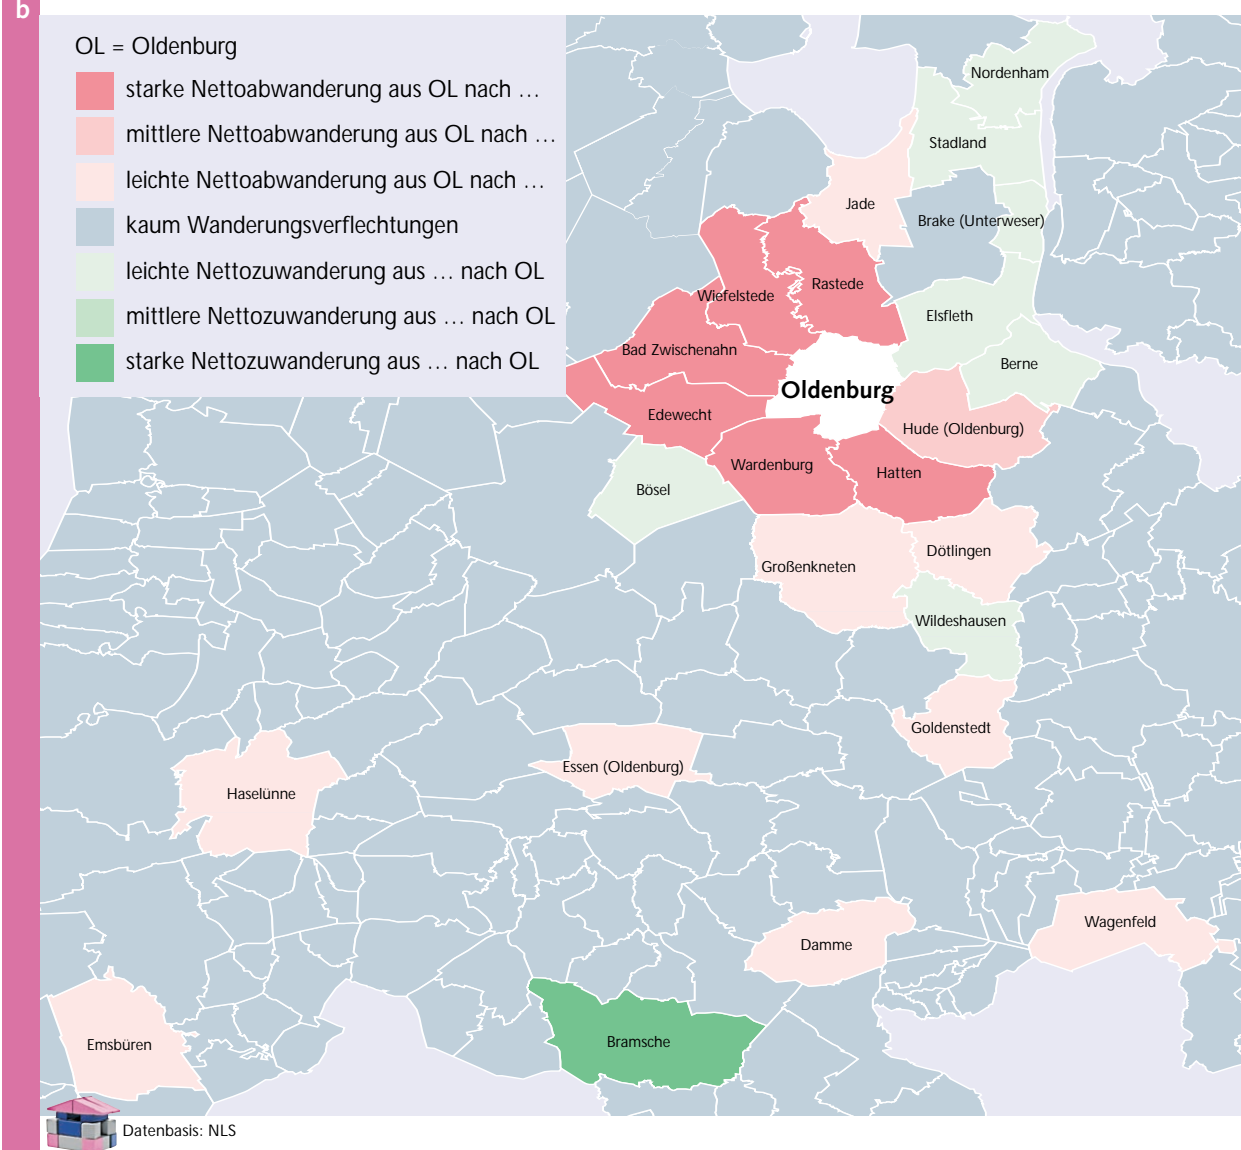 b
OL = Oldenburg
starke Nettoabwanderung aus OL nach …
mittlere Nettoabwanderung aus OL nach …
leichte Nettoabwanderung aus OL nach …
kaum Wanderungsverflechtungen
leichte Nettozuwanderung aus … nach OL
mittlere Nettozuwanderung aus … nach OL
starke Nettozuwanderung aus … nach OL
Nordenham
Stadland
Jade
Brake (Unterweser)
Rastede
Wiefelstede
Elsfleth
Bad Zwischenahn
Berne
Oldenburg
Edewecht
Hude (Oldenburg)
Wardenburg
Hatten
Bösel
Dötlingen
Großenkneten
Wildeshausen
Goldenstedt
Essen (Oldenburg)
Haselünne
Wagenfeld
Damme
Bramsche
Emsbüren
Datenbasis: NLS